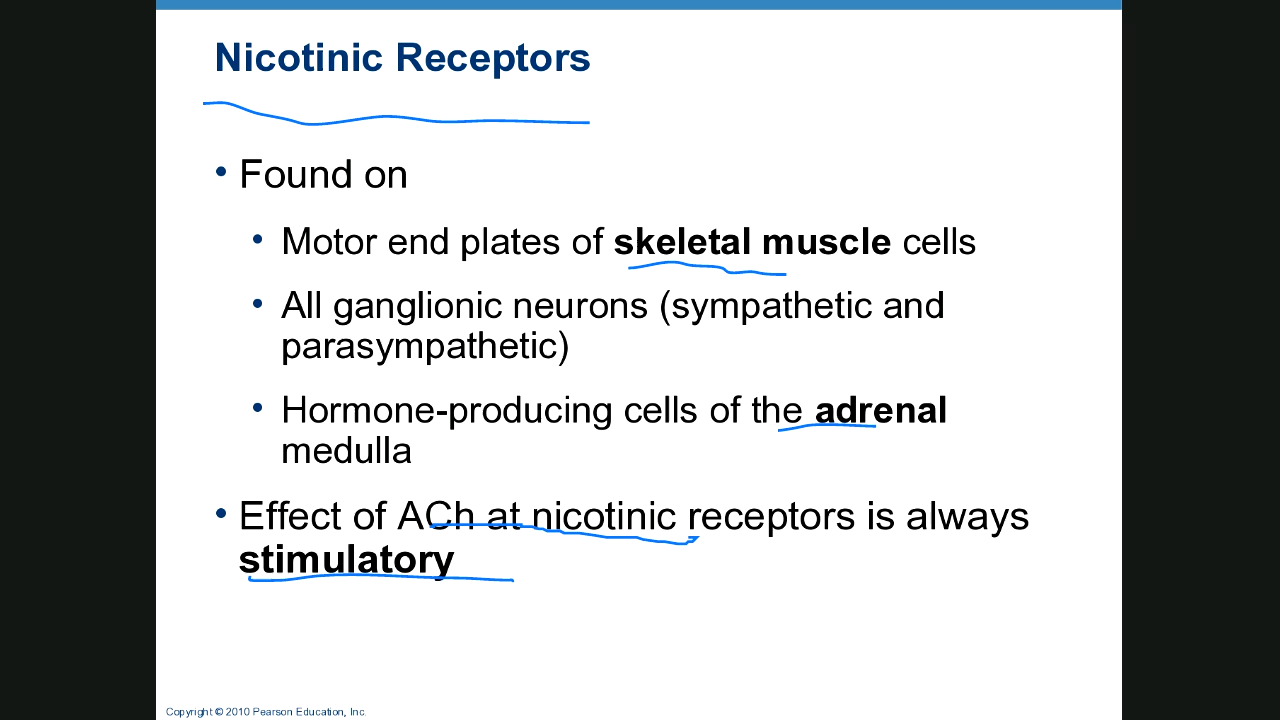 Nicotinic Receptors
• Found on
• Motor end plates of skeletal muscle cells
• All ganglionic neurons (sympathetic and
parasympathetic)
• Hormone-producing cells of the adrenal
medulla
• Effect of ACh at nicotinic receptors is always
stimulatory
Copyright © 2010 Pearson Education, Inc.